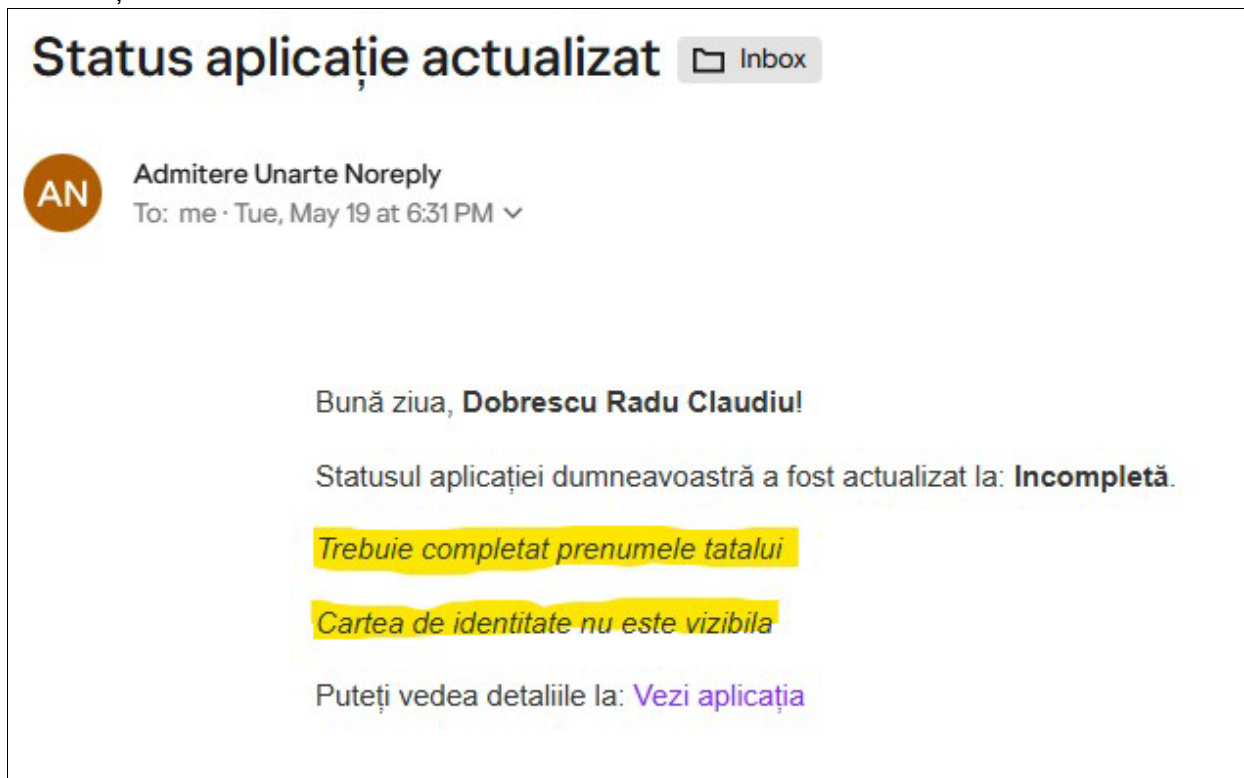 Status aplicație actualizat Inbox
AN
Admitere Unarte Noreply
To: me · Tue, May 19 at 6:31 PM
Bună ziua, Dobrescu Radu Claudiu!
Statusul aplicației dumneavoastră a fost actualizat la: Incompletă.
Trebuie completat prenumele tatalui
Cartea de identitate nu este vizibila
Puteți vedea detaliile la: Vezi aplicația